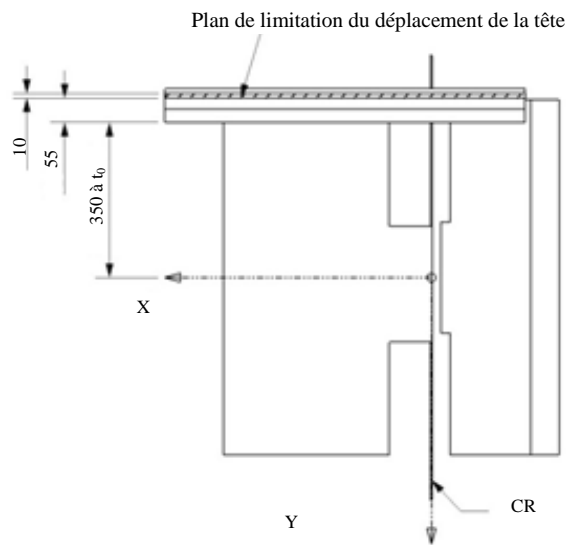 Plan de limitation du déplacement de la tête
10
55
350 à t₀
X
CR
Y